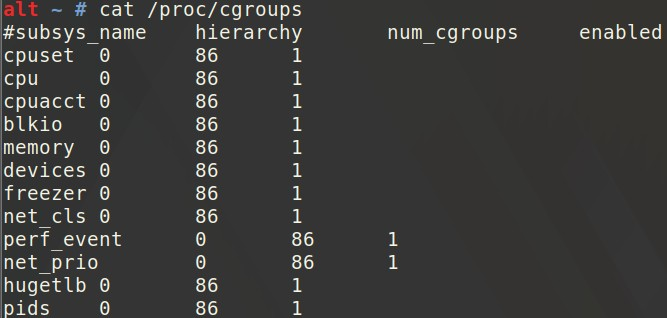 alt ~ # cat /proc/cgroups
#subsys_name    hierarchy       num_cgroups     enabled
cpuset  0       86      1
cpu     0       86      1
cpuacct 0       86      1
blkio   0       86      1
memory  0       86      1
devices 0       86      1
freezer 0       86      1
net_cls 0       86      1
perf_event      0       86      1
net_prio        0       86      1
hugetlb 0       86      1
pids    0       86      1